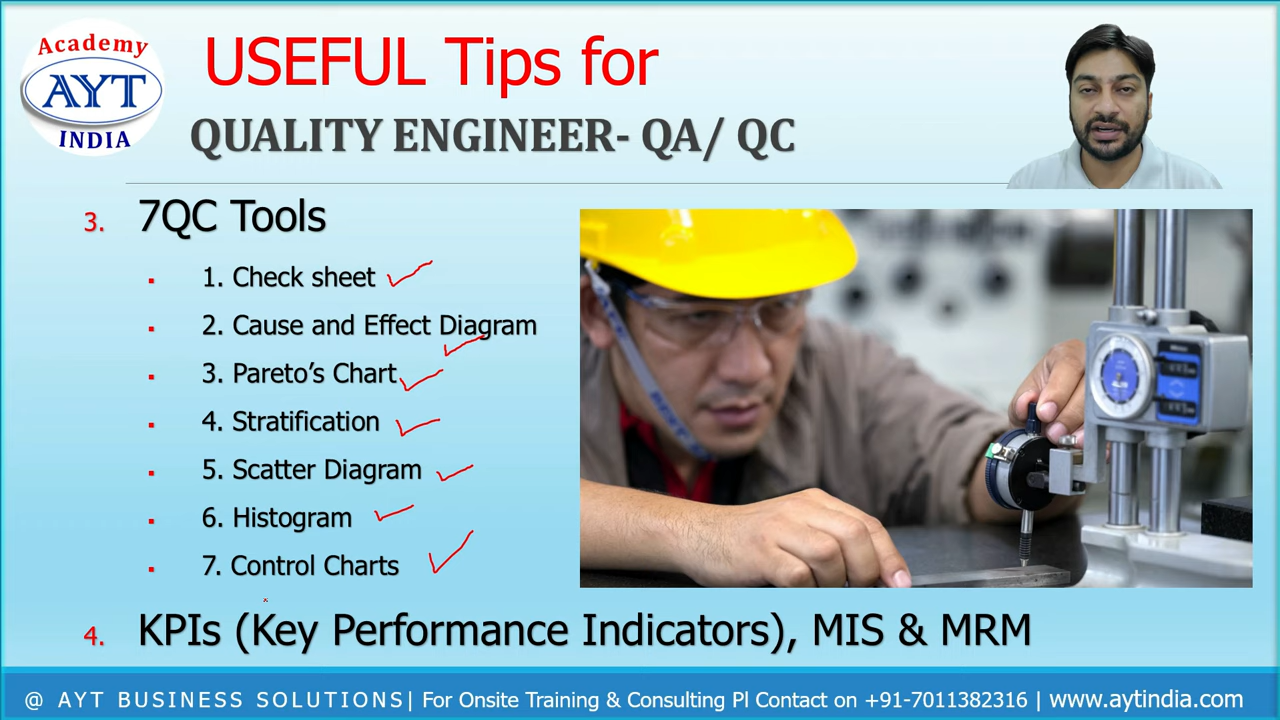 Academy
AYT
INDIA
USEFUL Tips for
QUALITY ENGINEER- QA/ QC
3. 7QC Tools
▪ 1. Check sheet
▪ 2. Cause and Effect Diagram
▪ 3. Pareto’s Chart
▪ 4. Stratification
▪ 5. Scatter Diagram
▪ 6. Histogram
▪ 7. Control Charts
4. KPIs (Key Performance Indicators), MIS & MRM
@ AYT BUSINESS SOLUTIONS| For Onsite Training & Consulting Pl Contact on +91-7011382316 | www.aytindia.com